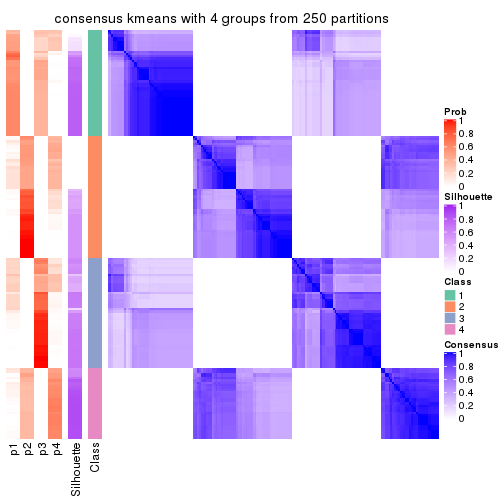 consensus kmeans with 4 groups from 250 partitions
Prob
1
0.8
0.6
0.4
0.2
0
Silhouette
1
0.8
0.6
0.4
0.2
0
Class
1
2
3
4
Consensus
1
0.8
0.6
0.4
0.2
0
p1
p2
p3
p4
Silhouette
Class